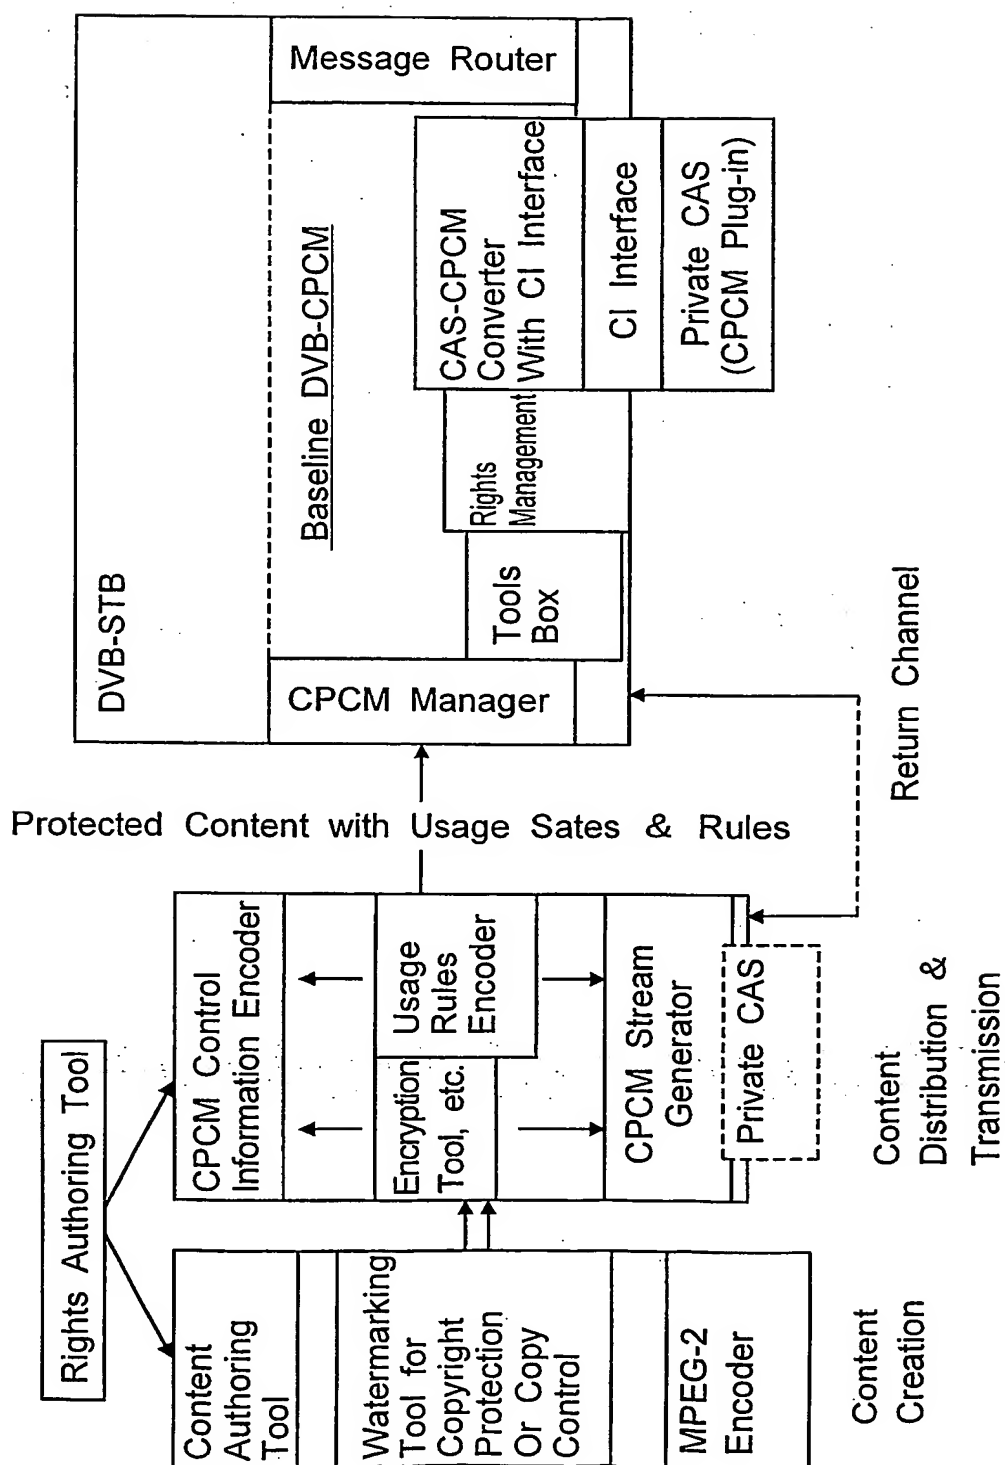 Rights Authoring Tool
Content
Authoring
Tool
Watermarking
Tool for
Copyright
Protection
Or Copy
Control
MPEG-2
Encoder
Content
Creation
CPCM Control
Information Encoder
Encryption
Tool, etc.
Usage
Rules
Encoder
CPCM Stream
Generator
Private CAS
Content
Distribution &
Transmission
Protected Content with Usage Sates & Rules
Return Channel
DVB-STB
Baseline DVB-CPCM
CPCM Manager
Tools
Box
Rights
Management
CAS-CPCM
Converter
With CI Interface
CI Interface
Private CAS
(CPCM Plug-in)
Message Router